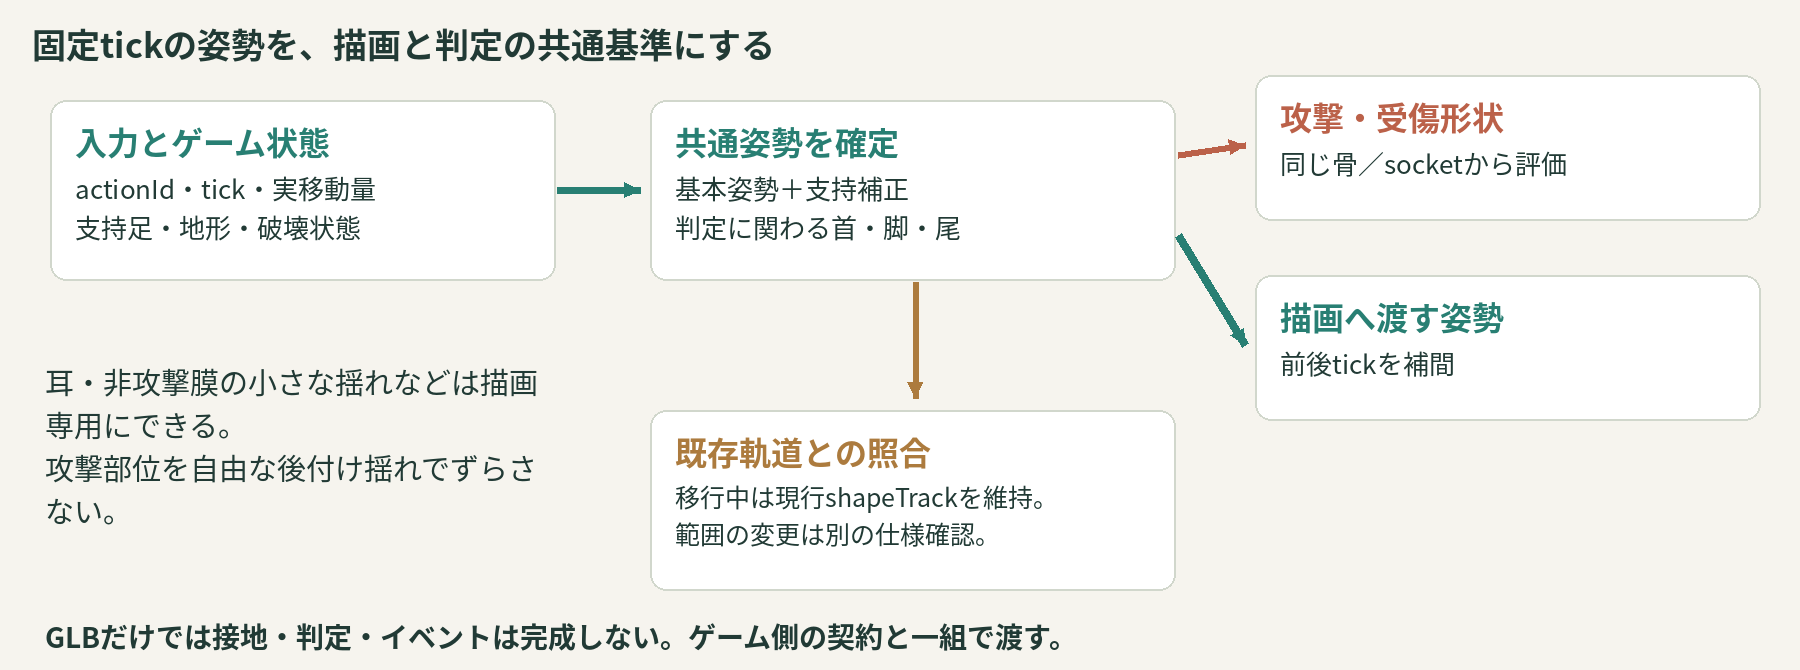 固定tickの姿勢を、描画と判定の共通基準にする
入力とゲーム状態
actionId・tick・実移動量
支持足・地形・破壊状態
共通姿勢を確定
基本姿勢＋支持補正
判定に関わる首・脚・尾
攻撃・受傷形状
同じ骨／socketから評価
描画へ渡す姿勢
前後tickを補間
耳・非攻撃膜の小さな揺れなどは描画
専用にできる。
攻撃部位を自由な後付け揺れでずらさ
ない。
既存軌道との照合
移行中は現行shapeTrackを維持。
範囲の変更は別の仕様確認。
GLBだけでは接地・判定・イベントは完成しない。ゲーム側の契約と一組で渡す。